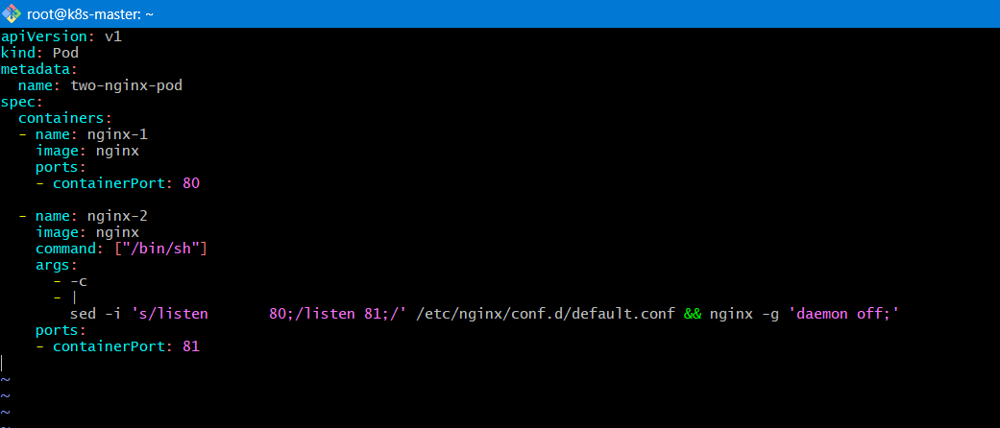 root@k8s-master: ~
apiVersion: v1
kind: Pod
metadata:
  name: two-nginx-pod
spec:
  containers:
  - name: nginx-1
    image: nginx
    ports:
    - containerPort: 80

  - name: nginx-2
    image: nginx
    command: ["/bin/sh"]
    args:
      - -c
      - |
        sed -i 's/listen       80;/listen 81;/' /etc/nginx/conf.d/default.conf && nginx -g 'daemon off;'
    ports:
    - containerPort: 81

~
~
~